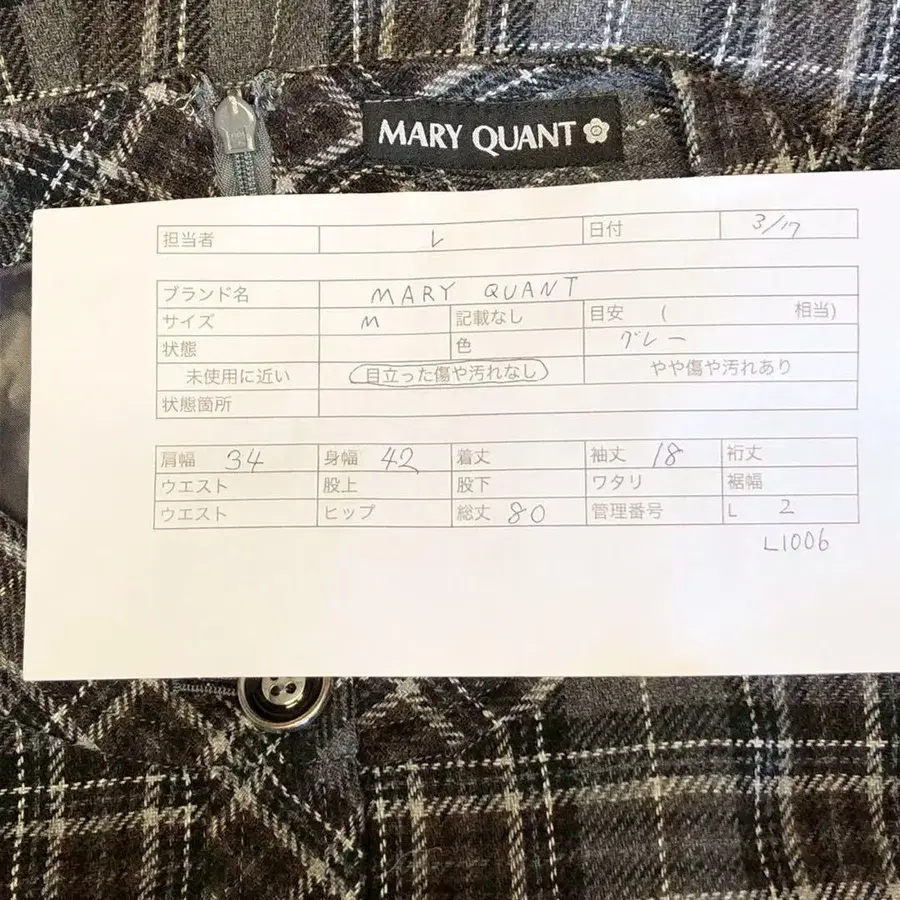 MARY QUANT
担当者 L 日付 3/17
ブランド名 MARY QUANT
サイズ M 記載なし 目安 ( 相当)
状態 色 グレー
未使用に近い 目立った傷や汚れなし やや傷や汚れあり
状態箇所
肩幅 34 身幅 42 着丈 袖丈 18 裄丈
ウエスト 股上 股下 ワタリ 裾幅
ウエスト ヒップ 総丈 80 管理番号 L 2
L1006